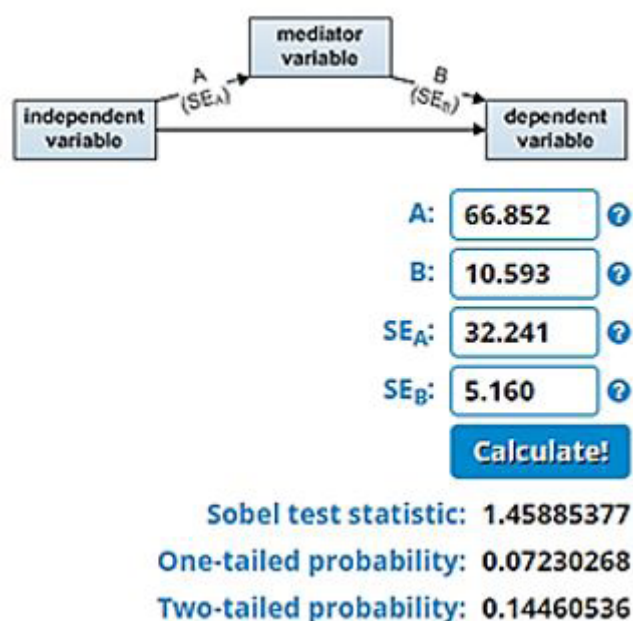 mediator
variable
A
(SEA)
B
(SEB)
independent
variable
dependent
variable
A: 66.852 ?
B: 10.593 ?
SEA: 32.241 ?
SEB: 5.160 ?
Calculate!
Sobel test statistic: 1.45885377
One-tailed probability: 0.07230268
Two-tailed probability: 0.14460536